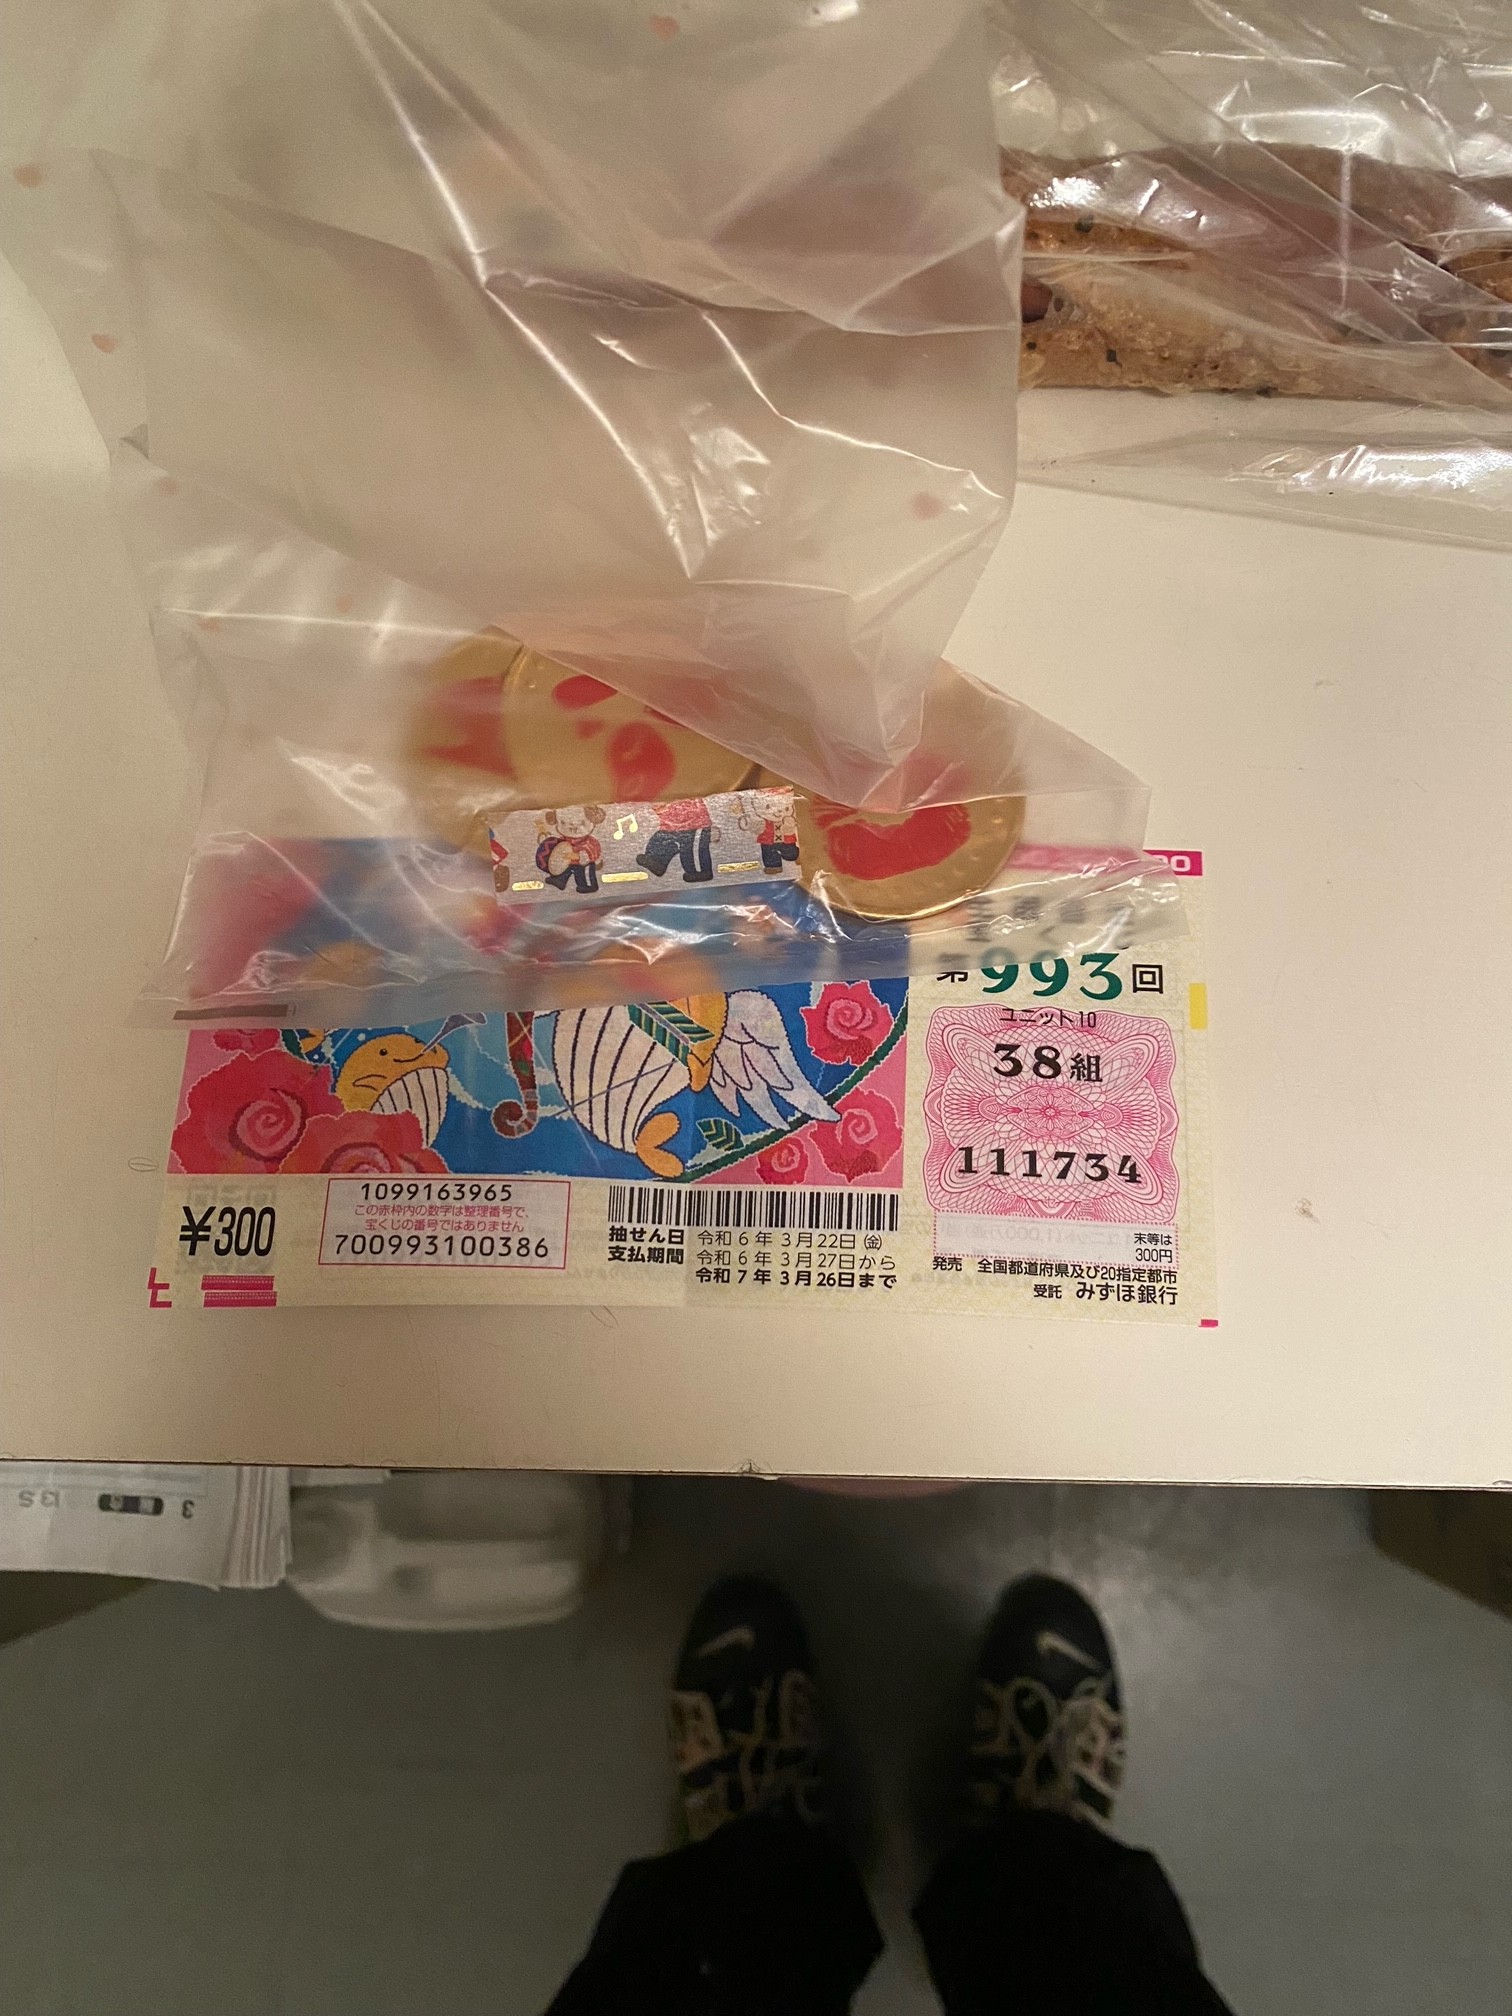 第993回
ユニット10
38組
111734
¥300
1099163965
この赤枠内の数字は整理番号で、
宝くじの番号ではありません
700993100386
抽せん日 令和6年3月22日㈮
支払期間 令和6年3月27日から
令和7年3月26日まで
末等は
300円
発売 全国都道府県及び20指定都市
受託 みずほ銀行